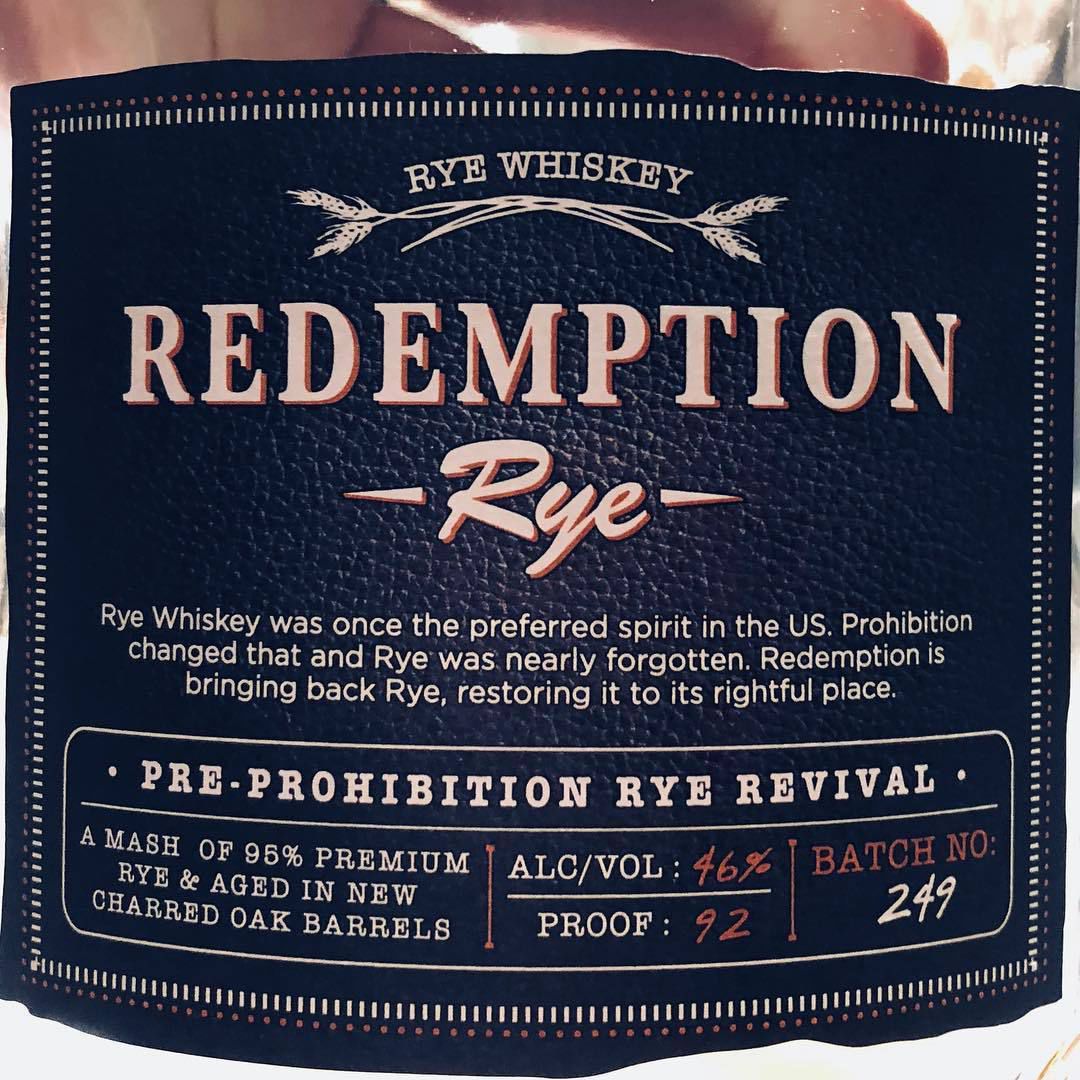 RYE WHISKEY
REDEMPTION
Rye
Rye Whiskey was once the preferred spirit in the US. Prohibition
changed that and Rye was nearly forgotten. Redemption is
bringing back Rye, restoring it to its rightful place.
• PRE-PROHIBITION RYE REVIVAL •
A MASH OF 95% PREMIUM
RYE & AGED IN NEW
CHARRED OAK BARRELS
ALC/VOL: 46%
PROOF: 92
BATCH NO:
249